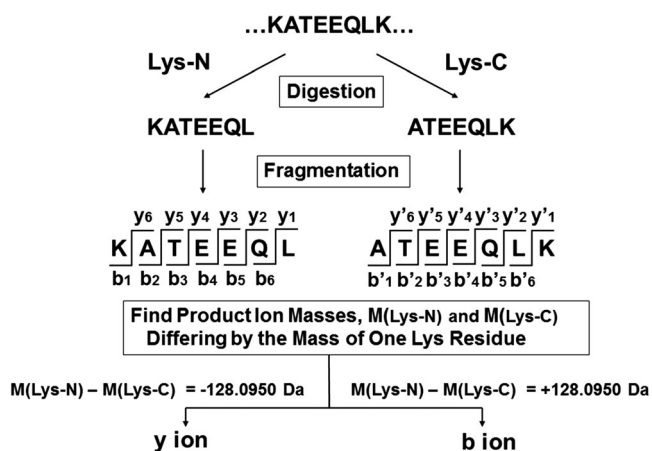 ...KATEEQLK...
Lys-N Lys-C
Digestion
KATEEQL ATEEQLK
Fragmentation
y6 y5 y4 y3 y2 y1 y'6 y'5 y'4 y'3 y'2 y'1
K A T E E Q L A T E E Q L K
b1 b2 b3 b4 b5 b6 b'1 b'2 b'3 b'4 b'5 b'6
Find Product Ion Masses, M(Lys-N) and M(Lys-C)
Differing by the Mass of One Lys Residue
M(Lys-N) – M(Lys-C) = -128.0950 Da M(Lys-N) – M(Lys-C) = +128.0950 Da
y ion b ion